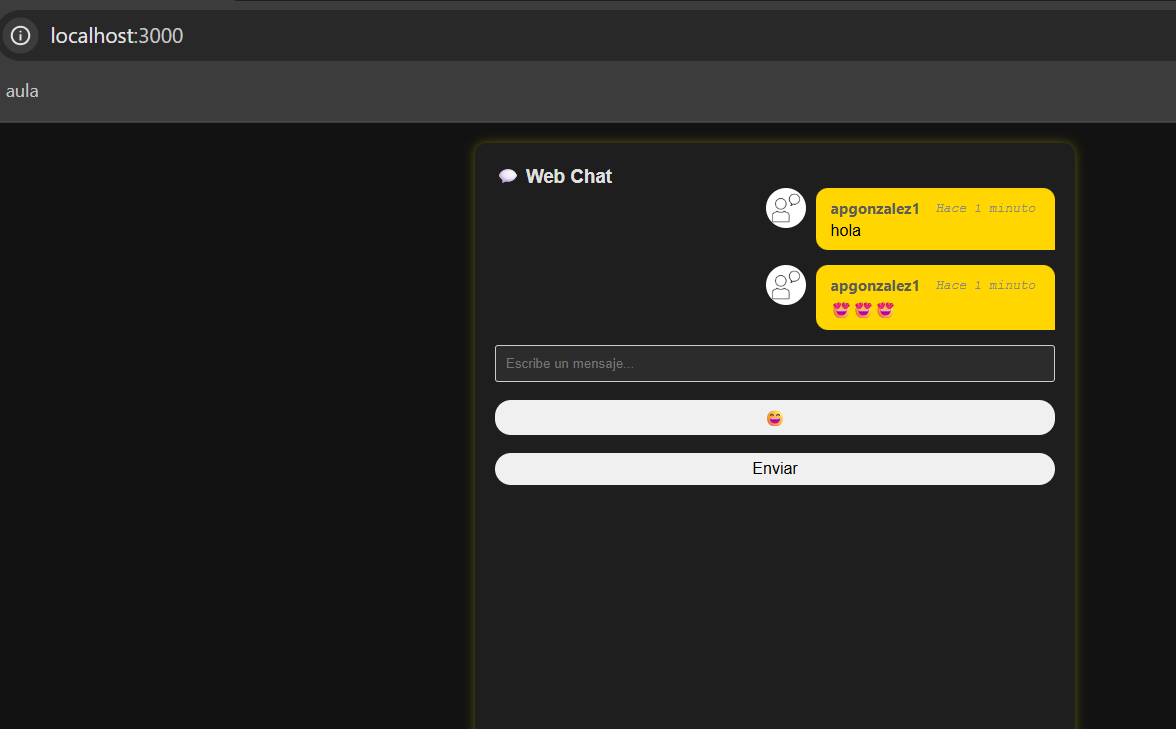 localhost:3000
aula
💬 Web Chat
apgonzalez1 Hace 1 minuto
hola
apgonzalez1 Hace 1 minuto
😍😍😍
Escribe un mensaje...
😄
Enviar